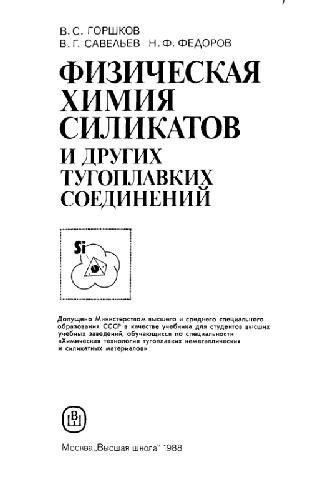 В. С. ГОРШКОВ
В. Г. САВЕЛЬЕВ Н. Ф. ФЕДОРОВ
ФИЗИЧЕСКАЯ
ХИМИЯ
СИЛИКАТОВ
И ДРУГИХ
ТУГОПЛАВКИХ
СОЕДИНЕНИЙ
Si
Допущено Министерством высшего и среднего специального
образования СССР в качестве учебника для студентов высших
учебных заведений, обучающихся по специальности
«Химическая технология тугоплавких неметаллических
и силикатных материалов»
ВШ
Москва „Высшая школа" 1988